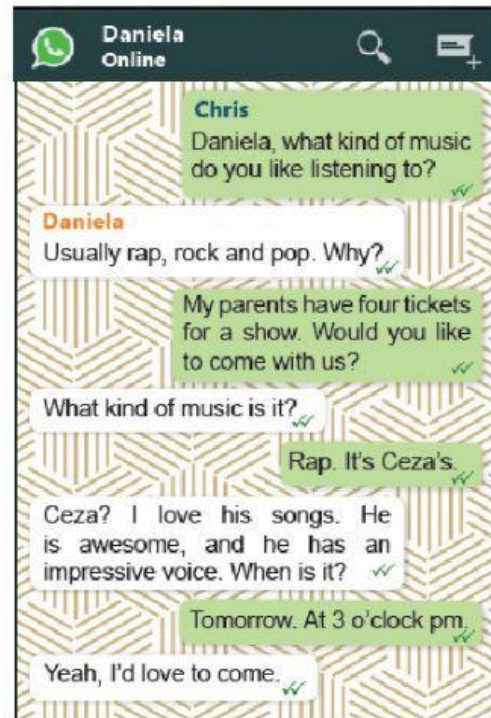 Daniela
Online
Chris
Daniela, what kind of music
do you like listening to?
Daniela
Usually rap, rock and pop. Why?
My parents have four tickets
for a show. Would you like
to come with us?
What kind of music is it?
Rap. It's Ceza's.
Ceza? I love his songs. He
is awesome, and he has an
impressive voice. When is it?
Tomorrow. At 3 o'clock pm.
Yeah, I'd love to come.